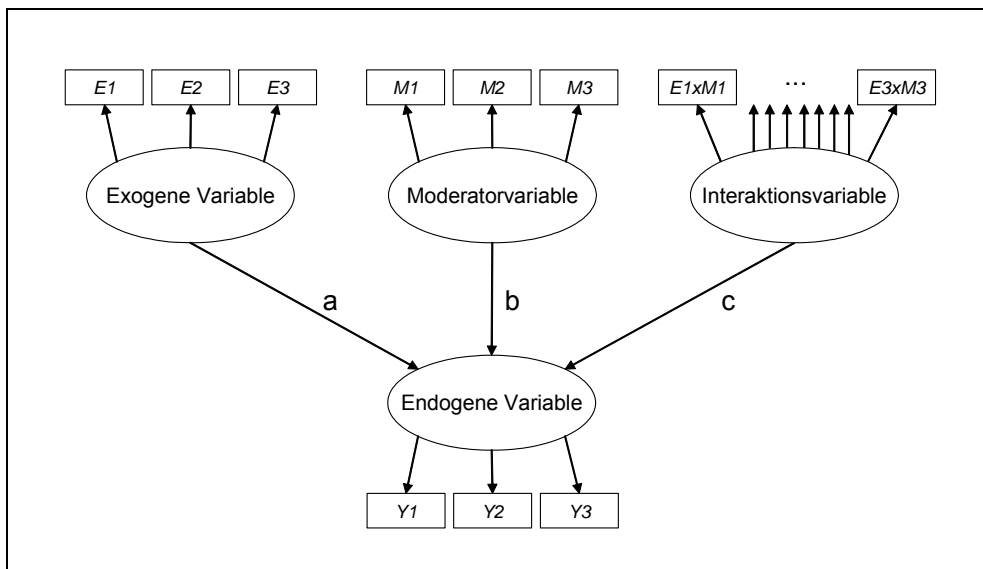 E1 E2 E3 M1 M2 M3 E1xM1 ... E3xM3
Exogene Variable Moderatorvariable Interaktionsvariable
a b c
Endogene Variable
Y1 Y2 Y3